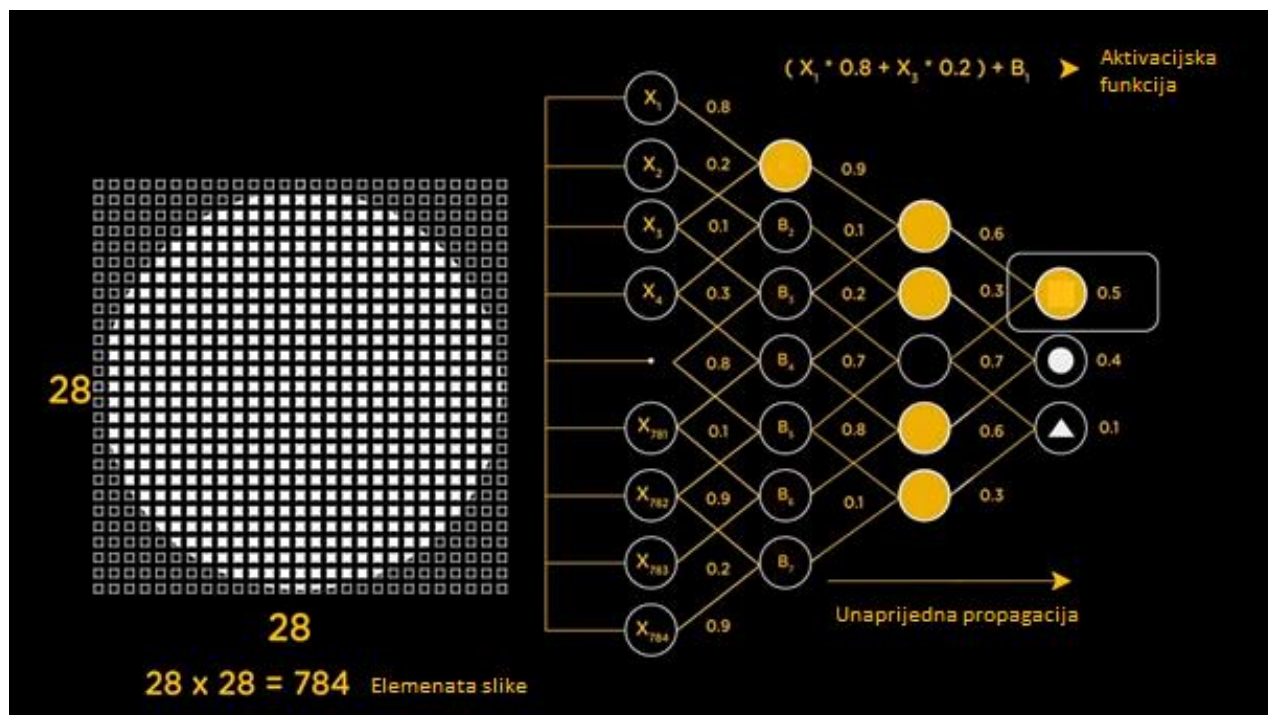 ( X₁ * 0.8 + X₃ * 0.2 ) + B₁
Aktivacijska
funkcija
28
28
28 x 28 = 784 Elemenata slike
X₁
X₂
X₃
X₄
X₇₈₁
X₇₈₂
X₇₈₃
X₇₈₄
0.8
0.2
0.1
0.3
0.8
0.1
0.9
0.2
0.9
B₂
B₃
B₄
B₅
B₆
B₇
0.9
0.1
0.2
0.7
0.8
0.1
0.6
0.3
0.7
0.6
0.3
0.5
0.4
0.1
Unaprijedna propagacija